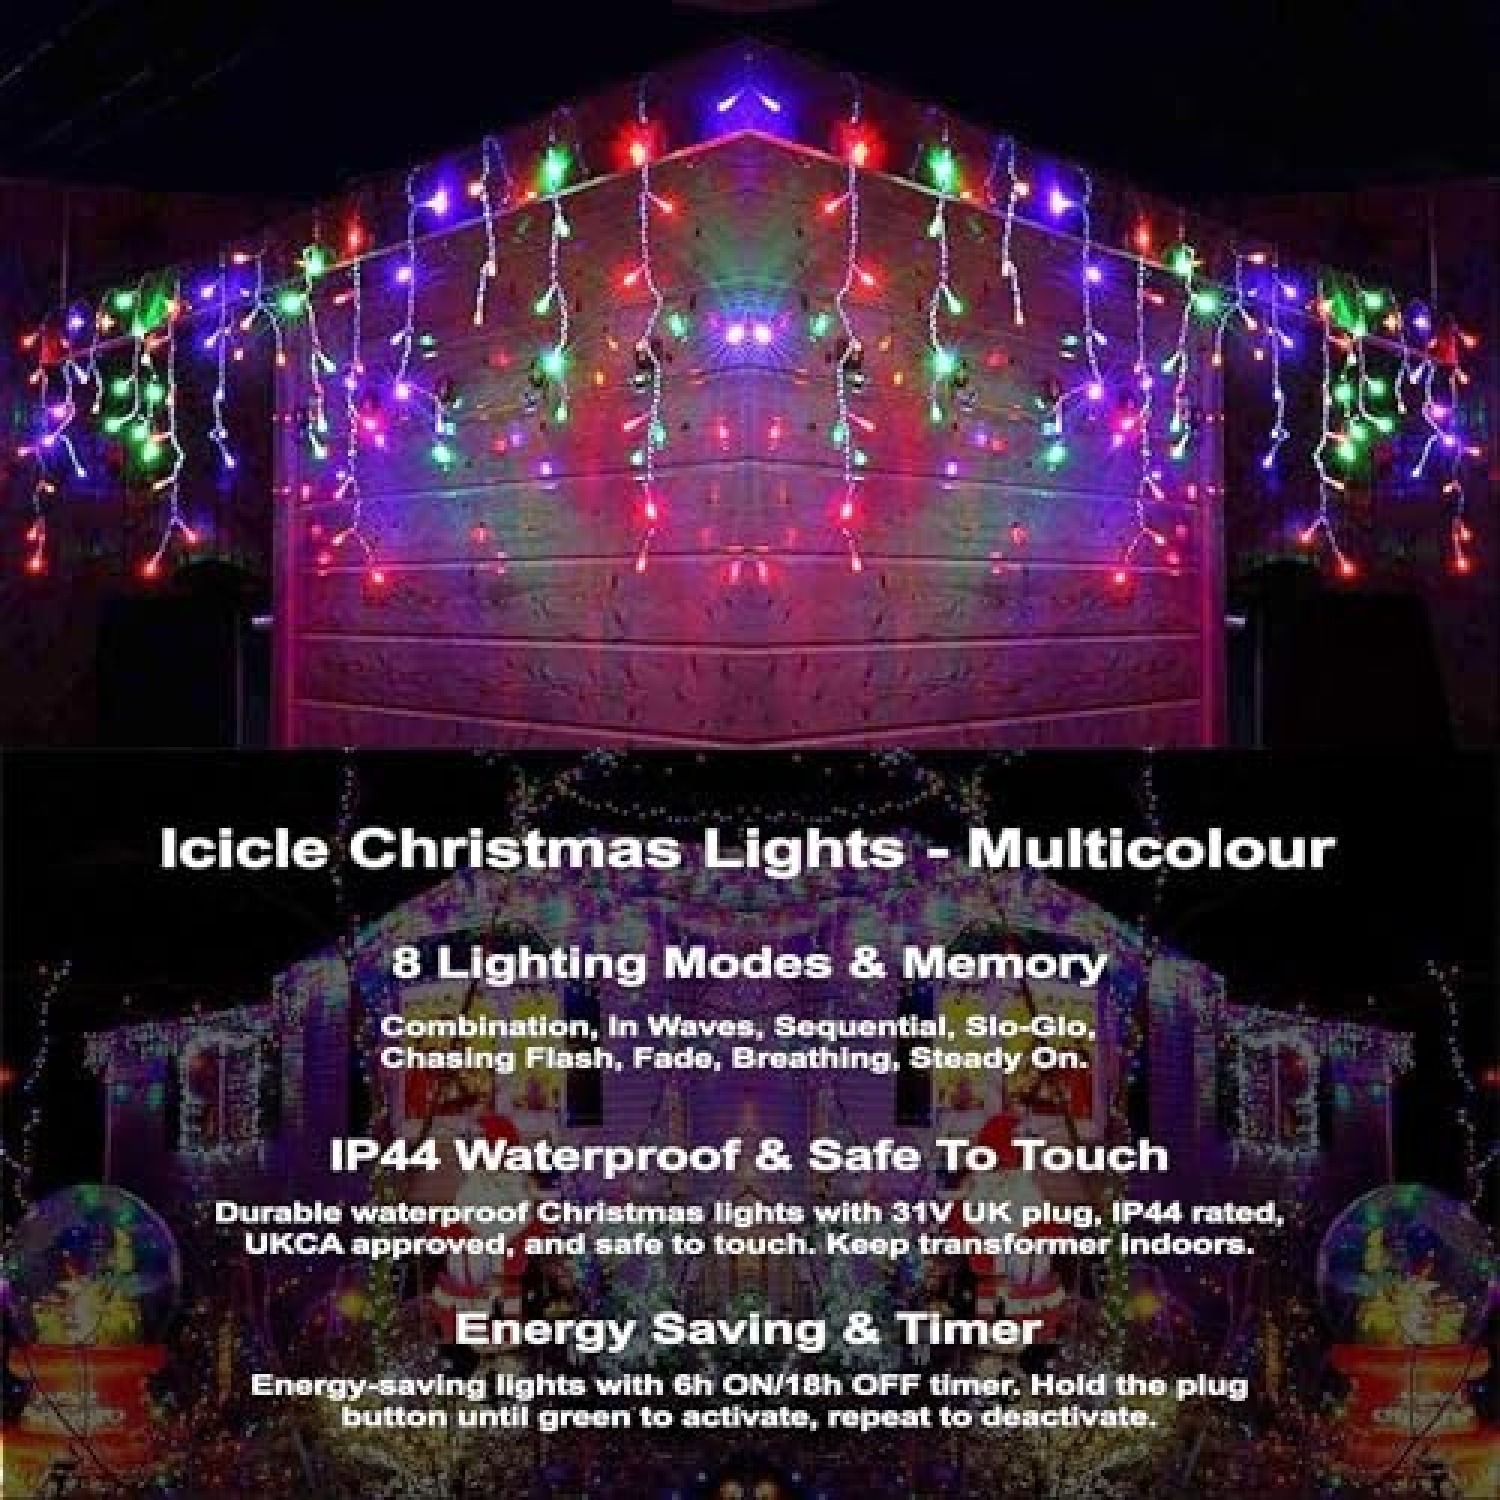 Icicle Christmas Lights - Multicolour
8 Lighting Modes & Memory
Combination, In Waves, Sequential, Slo-Glo,
Chasing Flash, Fade, Breathing, Steady On.
IP44 Waterproof & Safe To Touch
Durable waterproof Christmas lights with 31V UK plug, IP44 rated,
UKCA approved, and safe to touch. Keep transformer indoors.
Energy Saving & Timer
Energy-saving lights with 6h ON/18h OFF timer. Hold the plug
button until green to activate, repeat to deactivate.